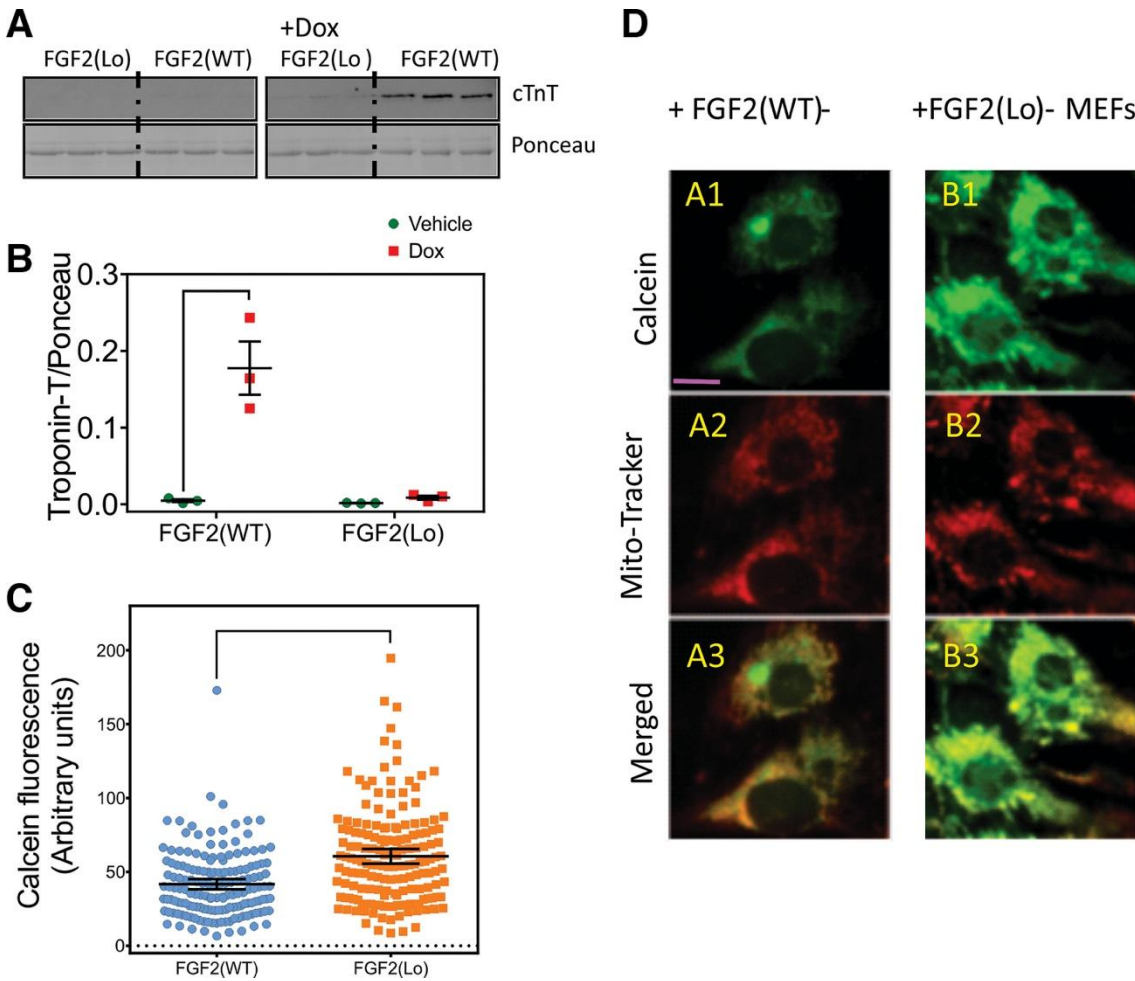 A
+Dox
FGF2(Lo) FGF2(WT) FGF2(Lo ) FGF2(WT)
cTnT
Ponceau
B
Vehicle
Dox
Troponin-T/Ponceau
0.3
0.2
0.1
0.0
FGF2(WT) FGF2(Lo)
C
Calcein fluorescence
(Arbitrary units)
200
150
100
50
0
FGF2(WT) FGF2(Lo)
D
+ FGF2(WT)- +FGF2(Lo)- MEFs
Calcein
A1 B1
Mito-Tracker
A2 B2
Merged
A3 B3